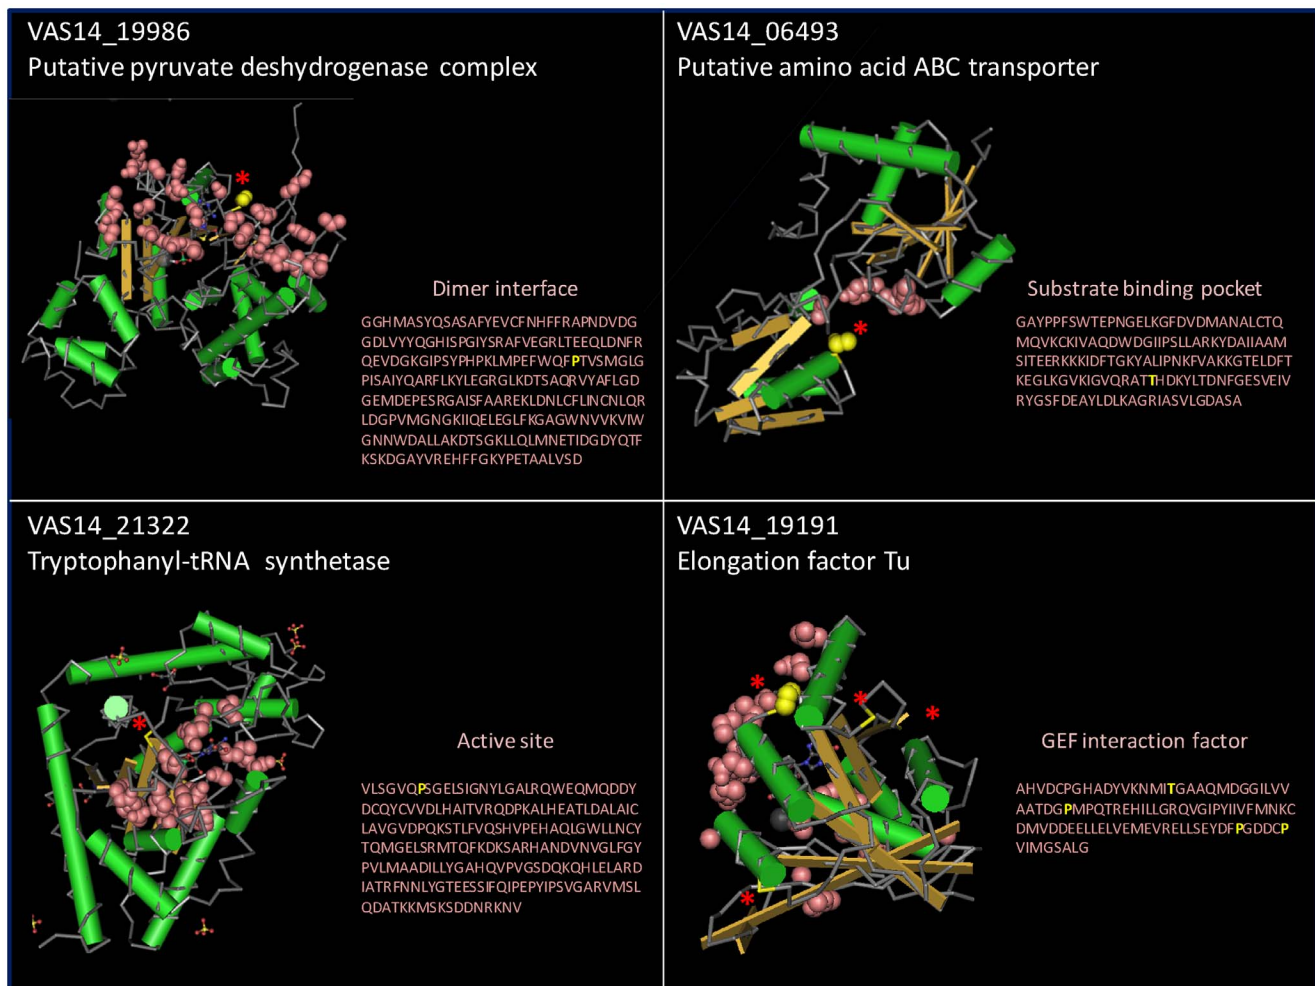 VAS14_19986
Putative pyruvate deshydrogenase complex
*
Dimer interface
GGHMASYQSASAFYEVCFNHFFRAPNDVDG
GDLVYYQGHISPGIYSRAFVEGRLTEEQLDNFR
QEVDGKGIPSYPHPKLMPEFWQFPTVSMGLG
PISAIYQARFLKYLEGRGLKDTSAQRVYAFLGD
GEMDEPESRGAISFAAREKLDNLCFLINCNLQR
LDGPVMGNGKIIQELEGLFKGAGWNVVKVIW
GNNWDALLAKDTSGKLLQLMNETIDGDYQTF
KSKDGAYVREHFFGKYPETAALVSD
VAS14_06493
Putative amino acid ABC transporter
*
Substrate binding pocket
GAYPPFSWTEPNGELKGFDVDMANALCTQ
MQVKCKIVAQDWDGIIPSLLARKYDAIIAAM
SITEERKKKIDFTGKYALIPNKFVAKKGTELDFT
KEGLKGVKIGVQRATTHDKYLTDNFGESVEIV
RYGSFDEAYLDLKAGRIASVLGDASA
VAS14_21322
Tryptophanyl-tRNA synthetase
*
Active site
VLSGVQPSGELSIGNYLGALRQWEQMQDDY
DCQYCVVDLHAITVRQDPKALHEATLDALAIC
LAVGVDPQKSTLFVQSHVPEHAQLGWLLNCY
TQMGELSRMTQFKDKSARHANDVNVGLFGY
PVLMAADILLYGAHQVPVGSDQKQHLELARD
IATRFNNLYGTEESSIFQIPEPYIPSVGARVMSL
QDATKKMSKSDDNRKNV
VAS14_19191
Elongation factor Tu
*
*
*
*
GEF interaction factor
AHVDCPGHADYVKNMITGAAQMDGGILVV
AATDGPMPQTREHILLGRQVGIPYIIVFMNKC
DMVDDEELLELVEMEVRELLSEYDFPGDDCP
VIMGSALG